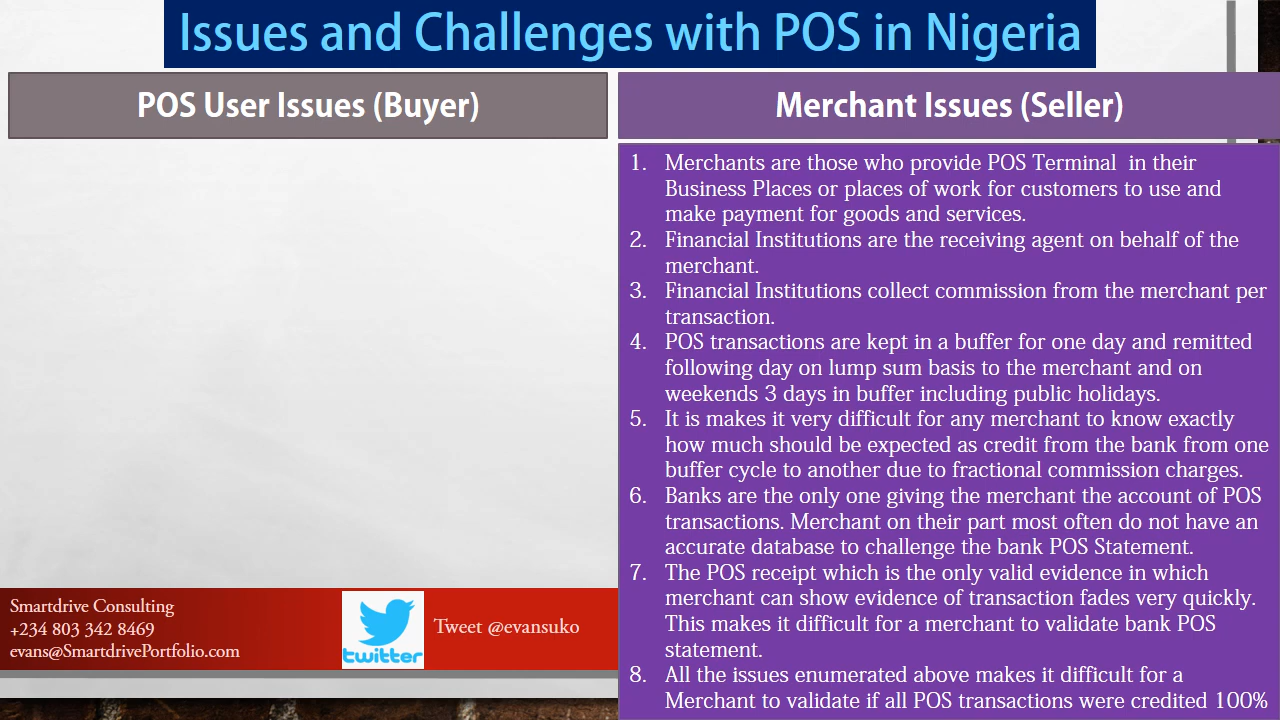 Issues and Challenges with POS in Nigeria
POS User Issues (Buyer)
Merchant Issues (Seller)
1. Merchants are those who provide POS Terminal in their
Business Places or places of work for customers to use and
make payment for goods and services.
2. Financial Institutions are the receiving agent on behalf of the
merchant.
3. Financial Institutions collect commission from the merchant per
transaction.
4. POS transactions are kept in a buffer for one day and remitted
following day on lump sum basis to the merchant and on
weekends 3 days in buffer including public holidays.
5. It is makes it very difficult for any merchant to know exactly
how much should be expected as credit from the bank from one
buffer cycle to another due to fractional commission charges.
6. Banks are the only one giving the merchant the account of POS
transactions. Merchant on their part most often do not have an
accurate database to challenge the bank POS Statement.
7. The POS receipt which is the only valid evidence in which
merchant can show evidence of transaction fades very quickly.
This makes it difficult for a merchant to validate bank POS
statement.
8. All the issues enumerated above makes it difficult for a
Merchant to validate if all POS transactions were credited 100%
Smartdrive Consulting
+234 803 342 8469
evans@SmartdrivePortfolio.com
twitter
Tweet @evansuko